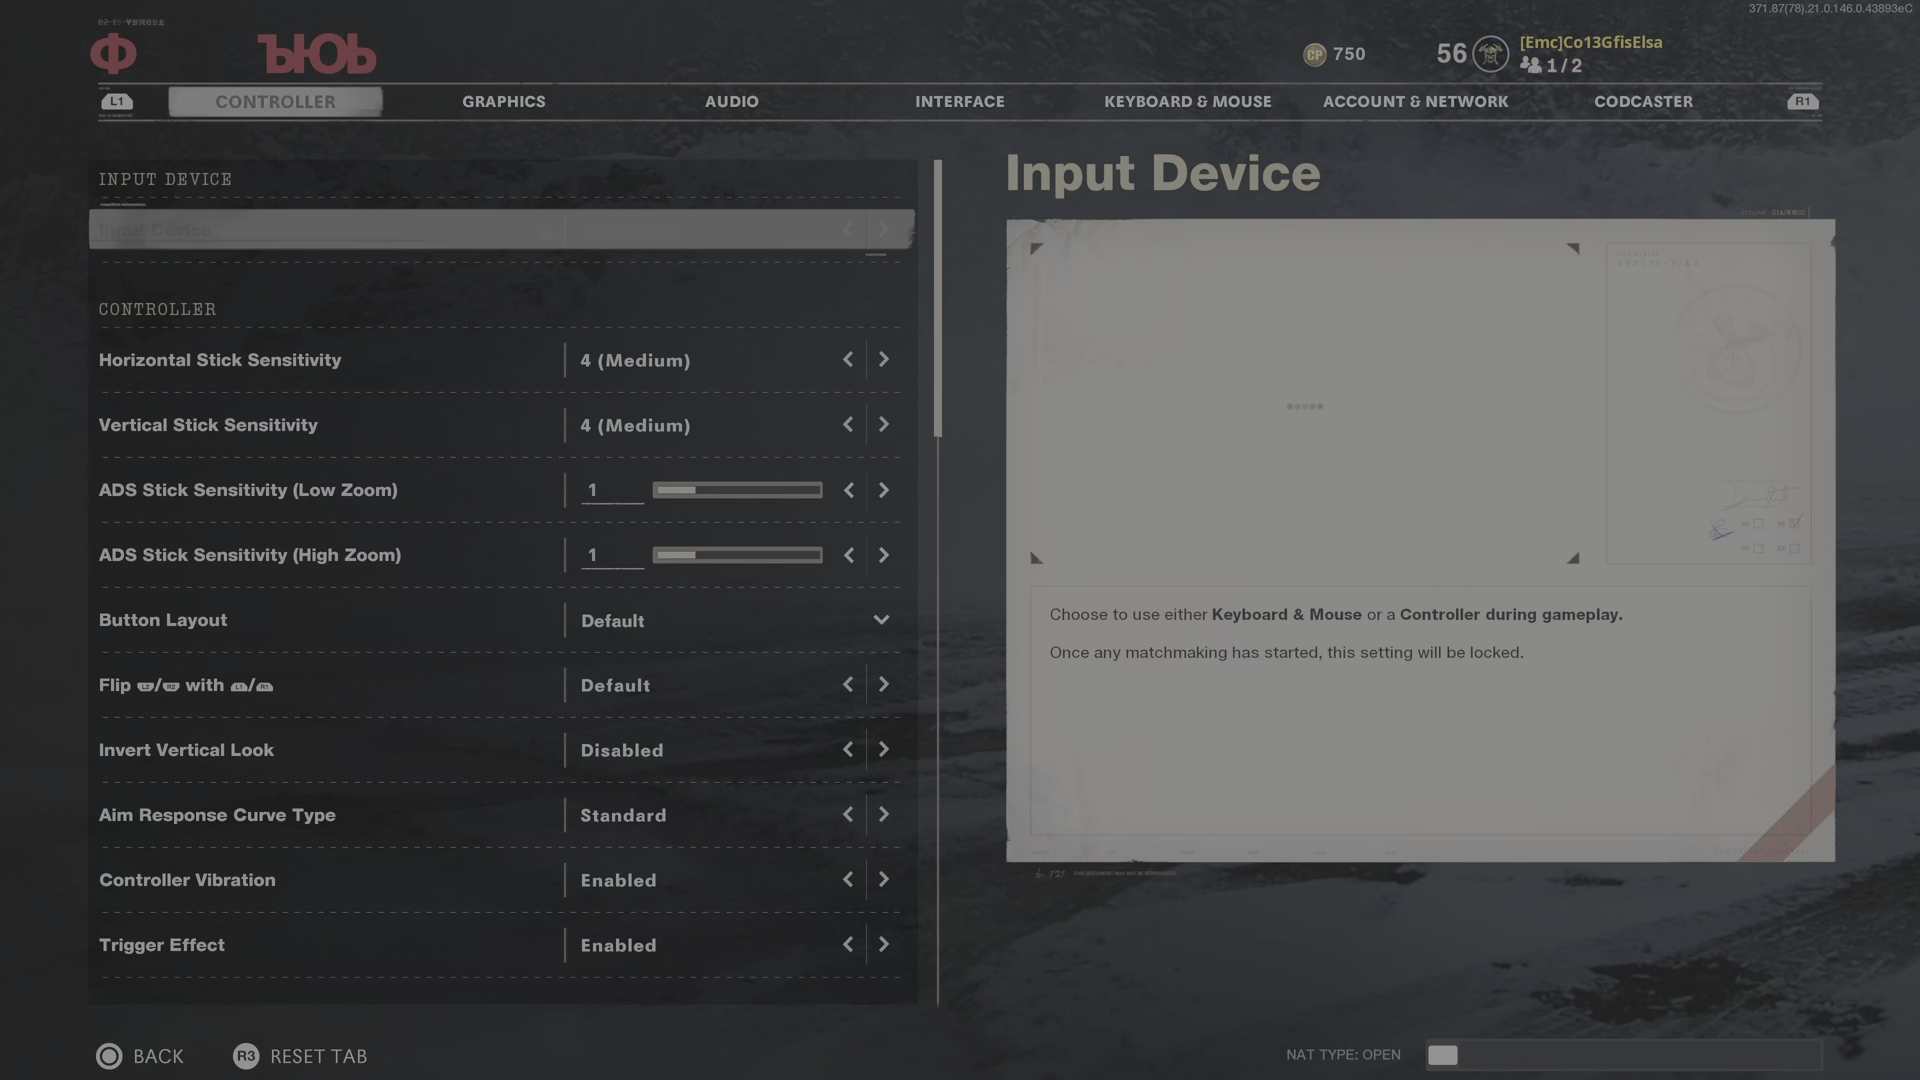 371.87(78).21.0.146.0.43893eC
Ф ЪЮЬ
CP 750
56
[Emc]Co13GfisElsa
1 / 2
L1 CONTROLLER GRAPHICS AUDIO INTERFACE KEYBOARD & MOUSE ACCOUNT & NETWORK CODCASTER R1
INPUT DEVICE
Input Device
CONTROLLER
Horizontal Stick Sensitivity 4 (Medium)
Vertical Stick Sensitivity 4 (Medium)
ADS Stick Sensitivity (Low Zoom) 1
ADS Stick Sensitivity (High Zoom) 1
Button Layout Default
Flip L2/R2 with L1/R1 Default
Invert Vertical Look Disabled
Aim Response Curve Type Standard
Controller Vibration Enabled
Trigger Effect Enabled
Input Device
Choose to use either Keyboard & Mouse or a Controller during gameplay.
Once any matchmaking has started, this setting will be locked.
BACK R3 RESET TAB
NAT TYPE: OPEN